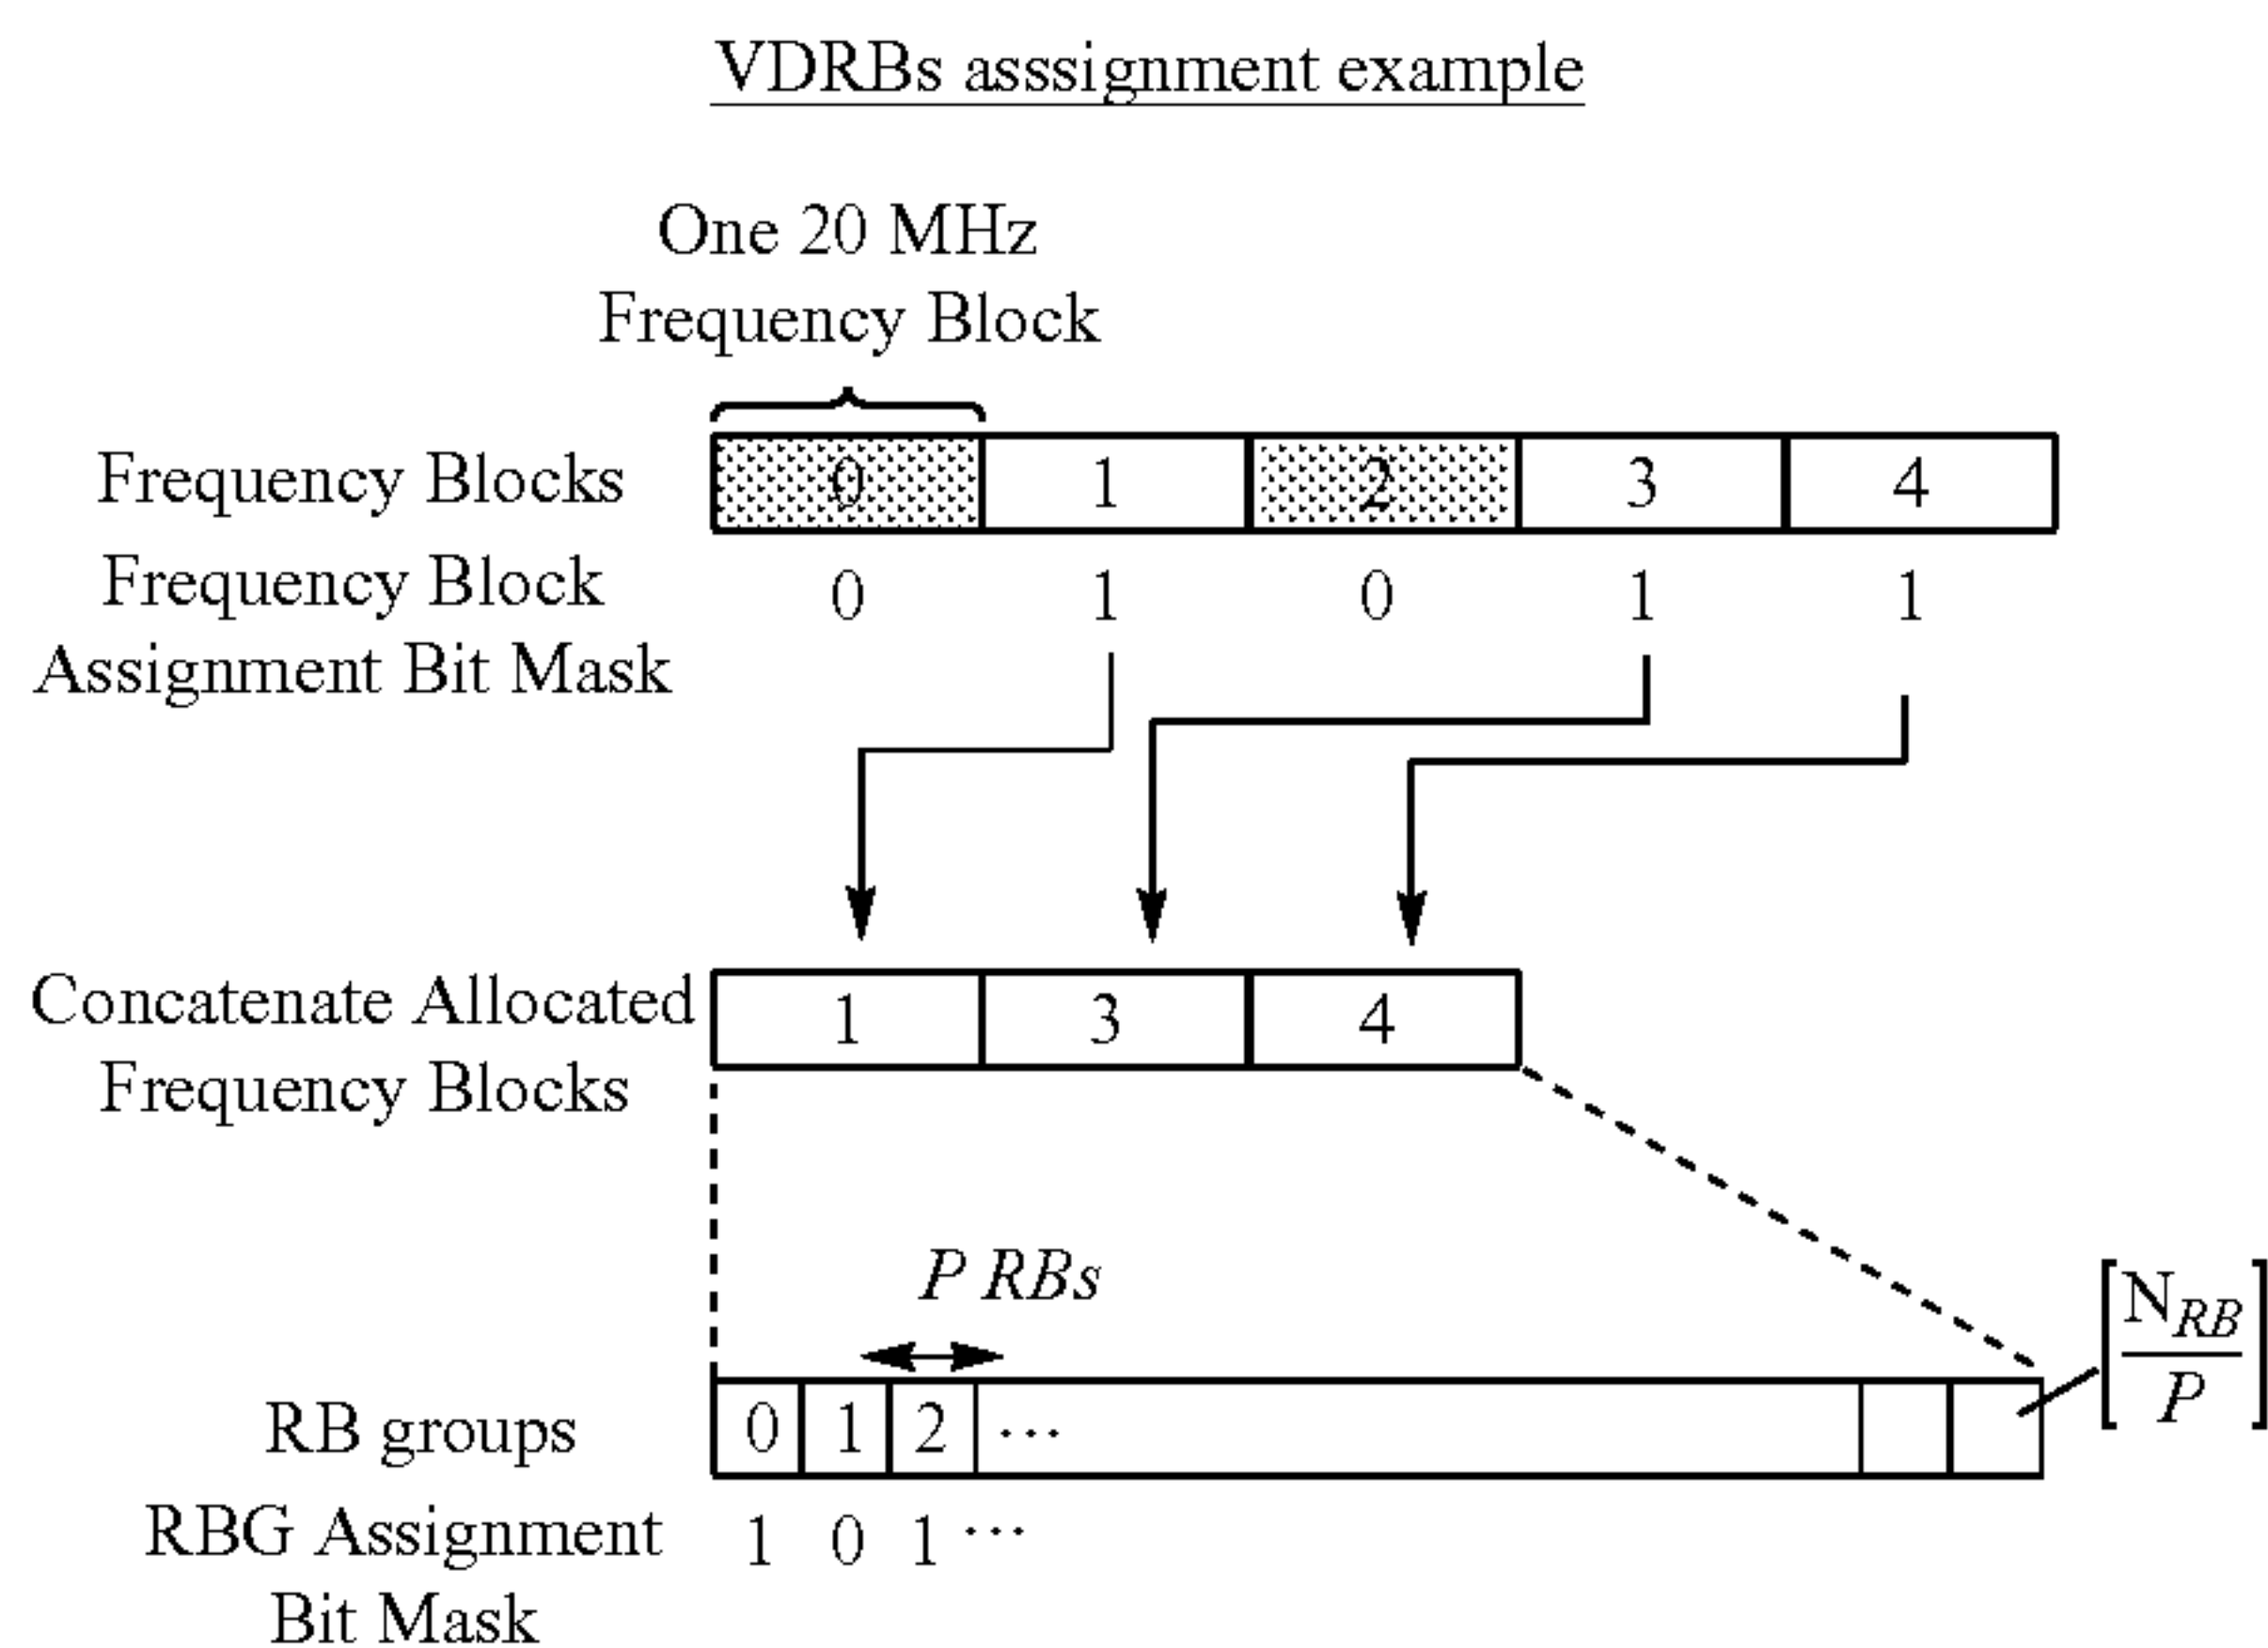 VDRBs asssignment example
One 20 MHz
Frequency Block
Frequency Blocks 0 1 2 3 4
Frequency Block
Assignment Bit Mask
0 1 0 1 1
Concatenate Allocated
Frequency Blocks
1 3 4
P RBs
[N_RB / P]
RB groups 0 1 2 ...
RBG Assignment
Bit Mask
1 0 1 ...